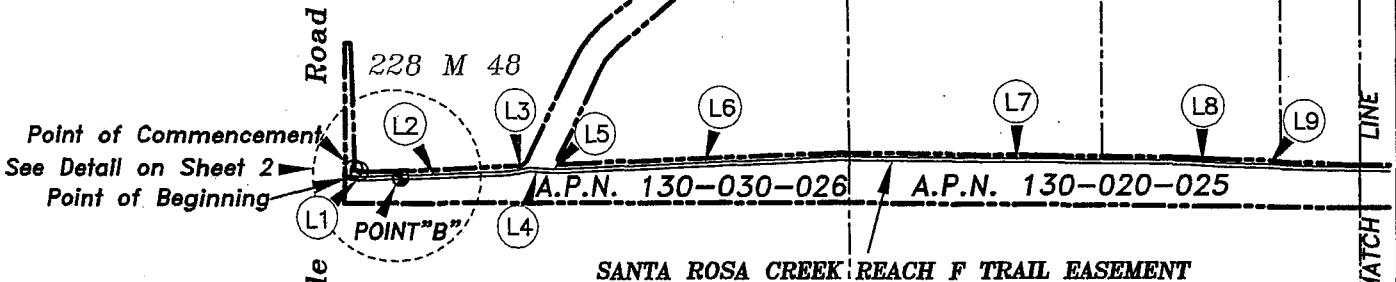 Road
228 M 48
Point of Commencement
See Detail on Sheet 2
Point of Beginning
L1
L2
L3
L4
L5
L6
L7
L8
L9
POINT"B"
A.P.N. 130-030-026
A.P.N. 130-020-025
SANTA ROSA CREEK REACH F TRAIL EASEMENT
LINE